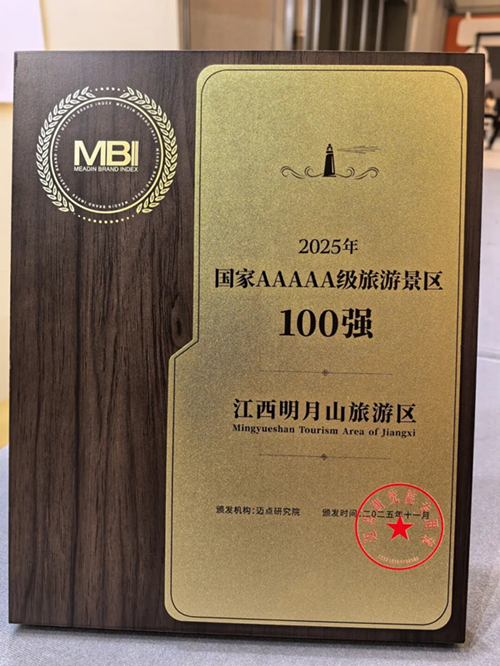 MBI
MEADIN BRAND INDEX
2025年
国家AAAAA级旅游景区
100强
江西明月山旅游区
Mingyueshan Tourism Area of Jiangxi
颁发机构:迈点研究院
颁发时间:二〇二五年十一月